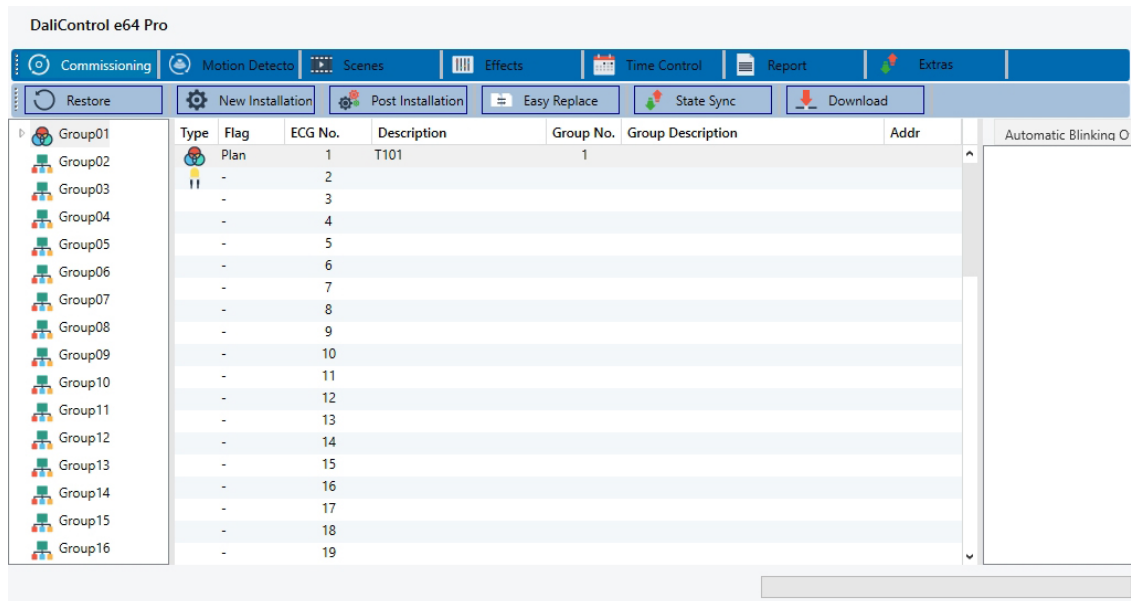 DaliControl e64 Pro
Commissioning Motion Detecto Scenes Effects Time Control Report Extras
Restore New Installation Post Installation Easy Replace State Sync Download
Group01
Group02
Group03
Group04
Group05
Group06
Group07
Group08
Group09
Group10
Group11
Group12
Group13
Group14
Group15
Group16
Type Flag ECG No. Description Group No. Group Description Addr
Plan 1 T101 1
- 2
- 3
- 4
- 5
- 6
- 7
- 8
- 9
- 10
- 11
- 12
- 13
- 14
- 15
- 16
- 17
- 18
- 19
Automatic Blinking O